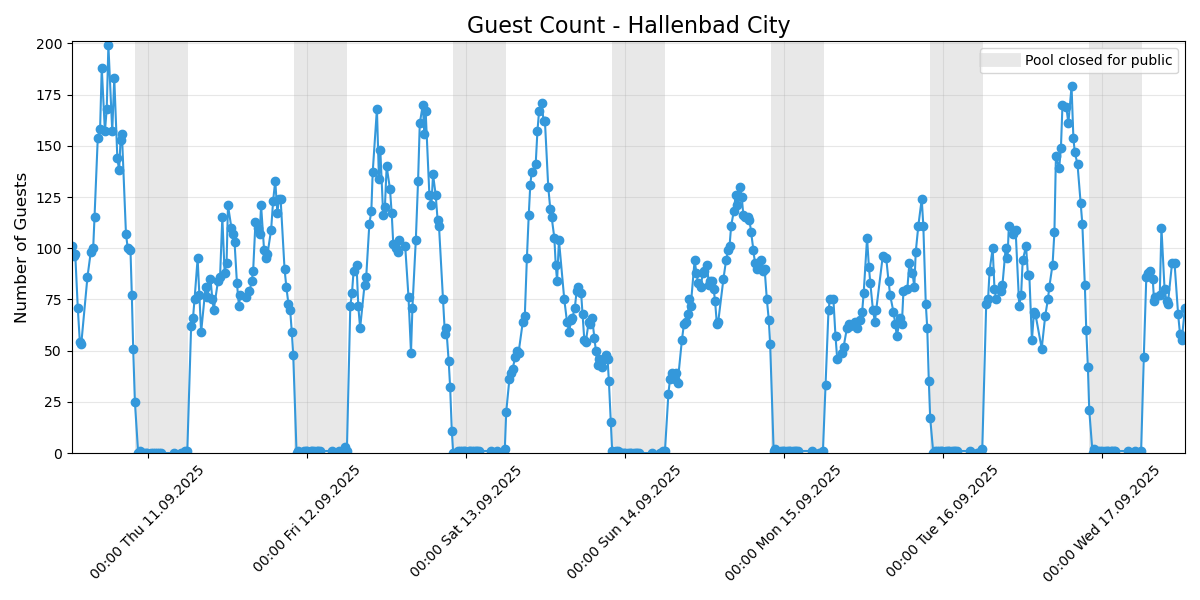 Guest Count - Hallenbad City
Pool closed for public
Number of Guests
200
175
150
125
100
75
50
25
0
00:00 Thu 11.09.2025
00:00 Fri 12.09.2025
00:00 Sat 13.09.2025
00:00 Sun 14.09.2025
00:00 Mon 15.09.2025
00:00 Tue 16.09.2025
00:00 Wed 17.09.2025